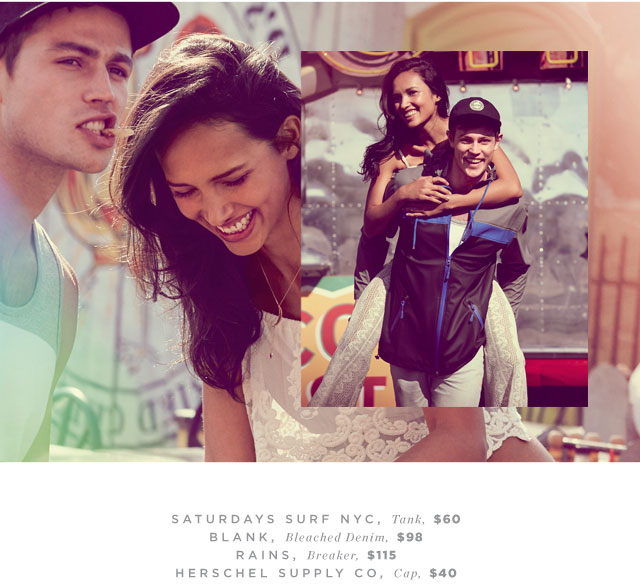 SATURDAYS SURF NYC, Tank, $60
BLANK, Bleached Denim, $98
RAINS, Breaker, $115
HERSCHEL SUPPLY CO, Cap, $40